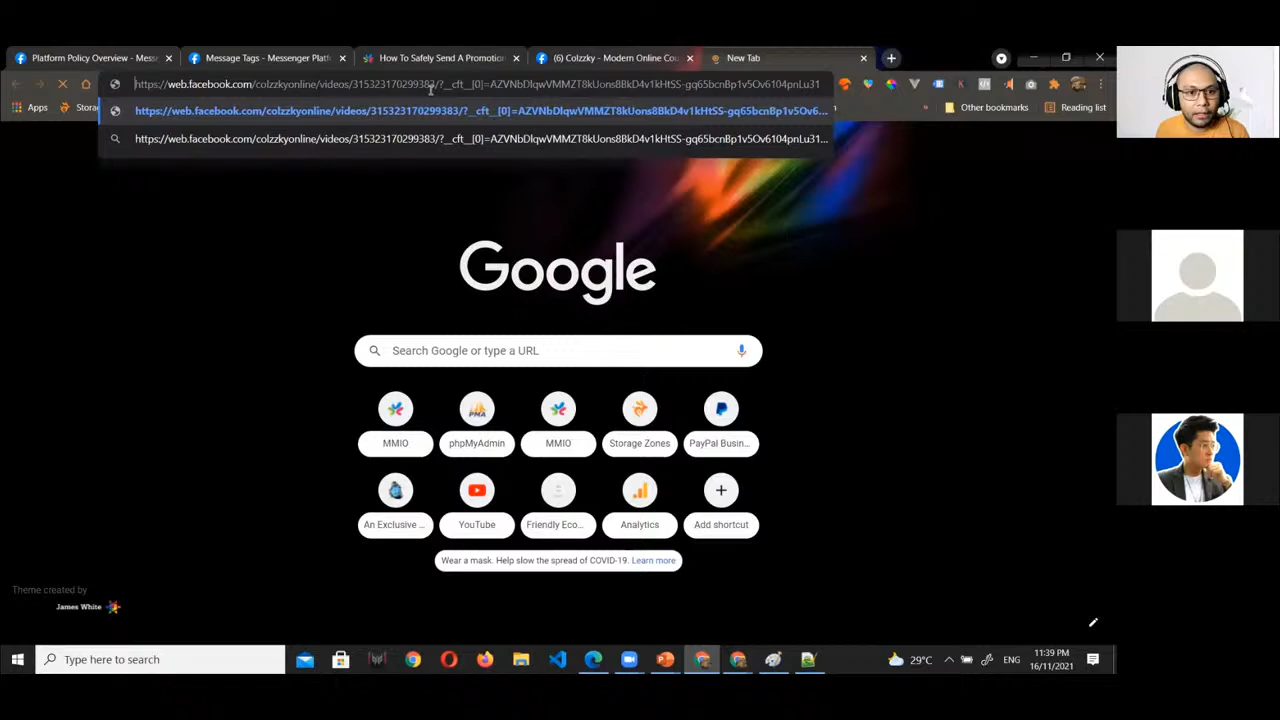 Platform Policy Overview - Messe
Message Tags - Messenger Platf
How To Safely Send A Promotion
(6) Colzzky - Modern Online Cou
New Tab
https://web.facebook.com/colzzkyonline/videos/315323170299383/?__cft__[0]=AZVNbDlqwVMMZT8kUons8BkD4v1kHtSS-gq65bcnBp1v5Ov6104pnLu31
Apps
Storag
Other bookmarks
Reading list
https://web.facebook.com/colzzkyonline/videos/315323170299383/?__cft__[0]=AZVNbDlqwVMMZT8kUons8BkD4v1kHtSS-gq65bcnBp1v5Ov6...
https://web.facebook.com/colzzkyonline/videos/315323170299383/?__cft__[0]=AZVNbDlqwVMMZT8kUons8BkD4v1kHtSS-gq65bcnBp1v5Ov6104pnLu31...
Google
Search Google or type a URL
MMIO
phpMyAdmin
MMIO
Storage Zones
PayPal Busin...
An Exclusive ...
YouTube
Friendly Eco...
Analytics
Add shortcut
Wear a mask. Help slow the spread of COVID-19. Learn more
Theme created by
James White
Type here to search
29°C
ENG
11:39 PM
16/11/2021